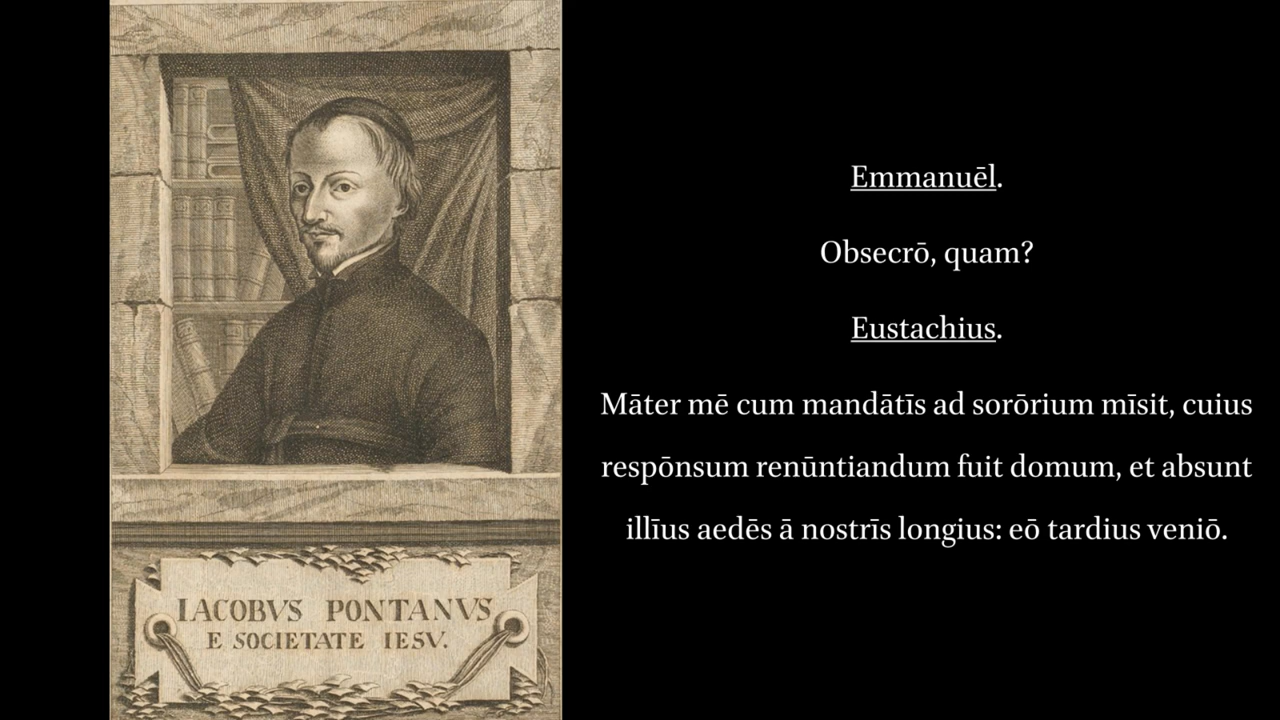 Emmanuēl.
Obsecrō, quam?
Eustachius.
Māter mē cum mandātīs ad sorōrium mīsit, cuius
respōnsum renūntiandum fuit domum, et absunt
illīus aedēs ā nostrīs longius: eō tardius veniō.
IACOBVS PONTANVS
E SOCIETATE IESV.